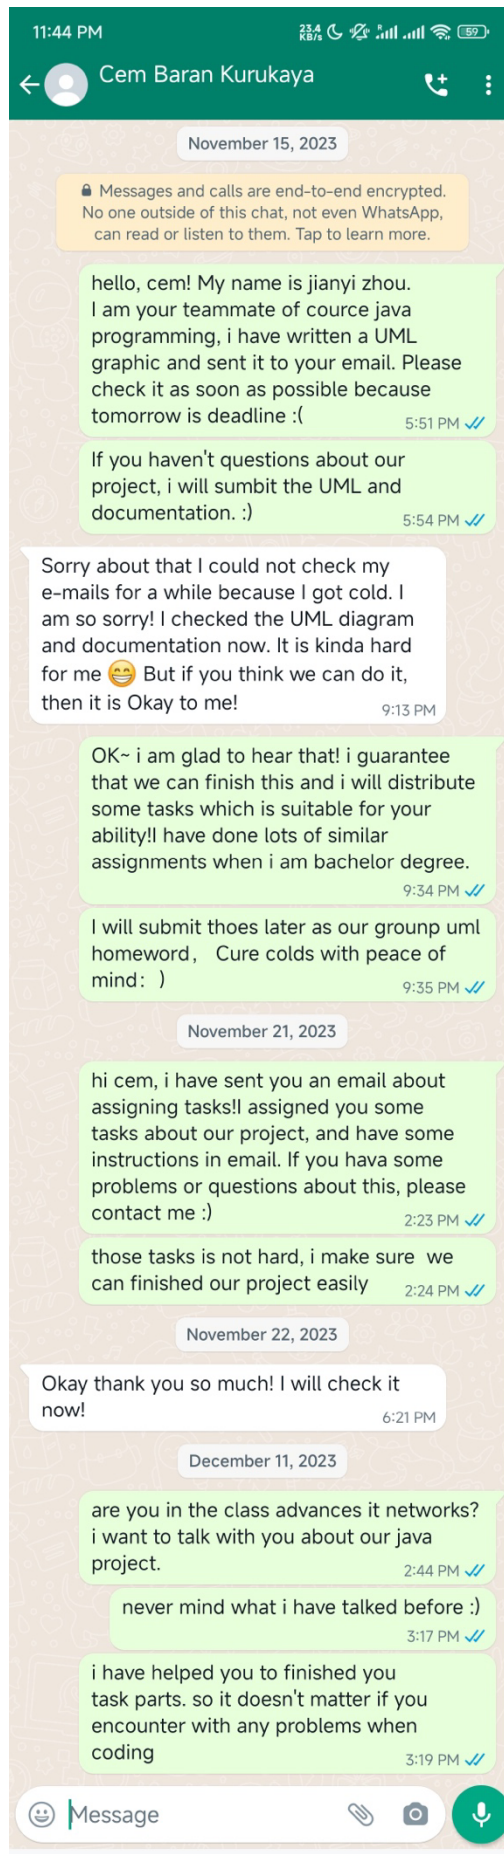 11:44 PM
23.4 KB/s
R
59
Cem Baran Kurukaya
November 15, 2023
Messages and calls are end-to-end encrypted.
No one outside of this chat, not even WhatsApp,
can read or listen to them. Tap to learn more.
hello, cem! My name is jianyi zhou.
I am your teammate of cource java
programming, i have written a UML
graphic and sent it to your email. Please
check it as soon as possible because
tomorrow is deadline :(
5:51 PM
If you haven't questions about our
project, i will sumbit the UML and
documentation. :)
5:54 PM
Sorry about that I could not check my
e-mails for a while because I got cold. I
am so sorry! I checked the UML diagram
and documentation now. It is kinda hard
for me 😁 But if you think we can do it,
then it is Okay to me!
9:13 PM
OK~ i am glad to hear that! i guarantee
that we can finish this and i will distribute
some tasks which is suitable for your
ability!I have done lots of similar
assignments when i am bachelor degree.
9:34 PM
I will submit thoes later as our grounp uml
homeword， Cure colds with peace of
mind：)
9:35 PM
November 21, 2023
hi cem, i have sent you an email about
assigning tasks!I assigned you some
tasks about our project, and have some
instructions in email. If you hava some
problems or questions about this, please
contact me :)
2:23 PM
those tasks is not hard, i make sure  we
can finished our project easily
2:24 PM
November 22, 2023
Okay thank you so much! I will check it
now!
6:21 PM
December 11, 2023
are you in the class advances it networks?
i want to talk with you about our java
project.
2:44 PM
never mind what i have talked before :)
3:17 PM
i have helped you to finished you
task parts. so it doesn't matter if you
encounter with any problems when
coding
3:19 PM
Message